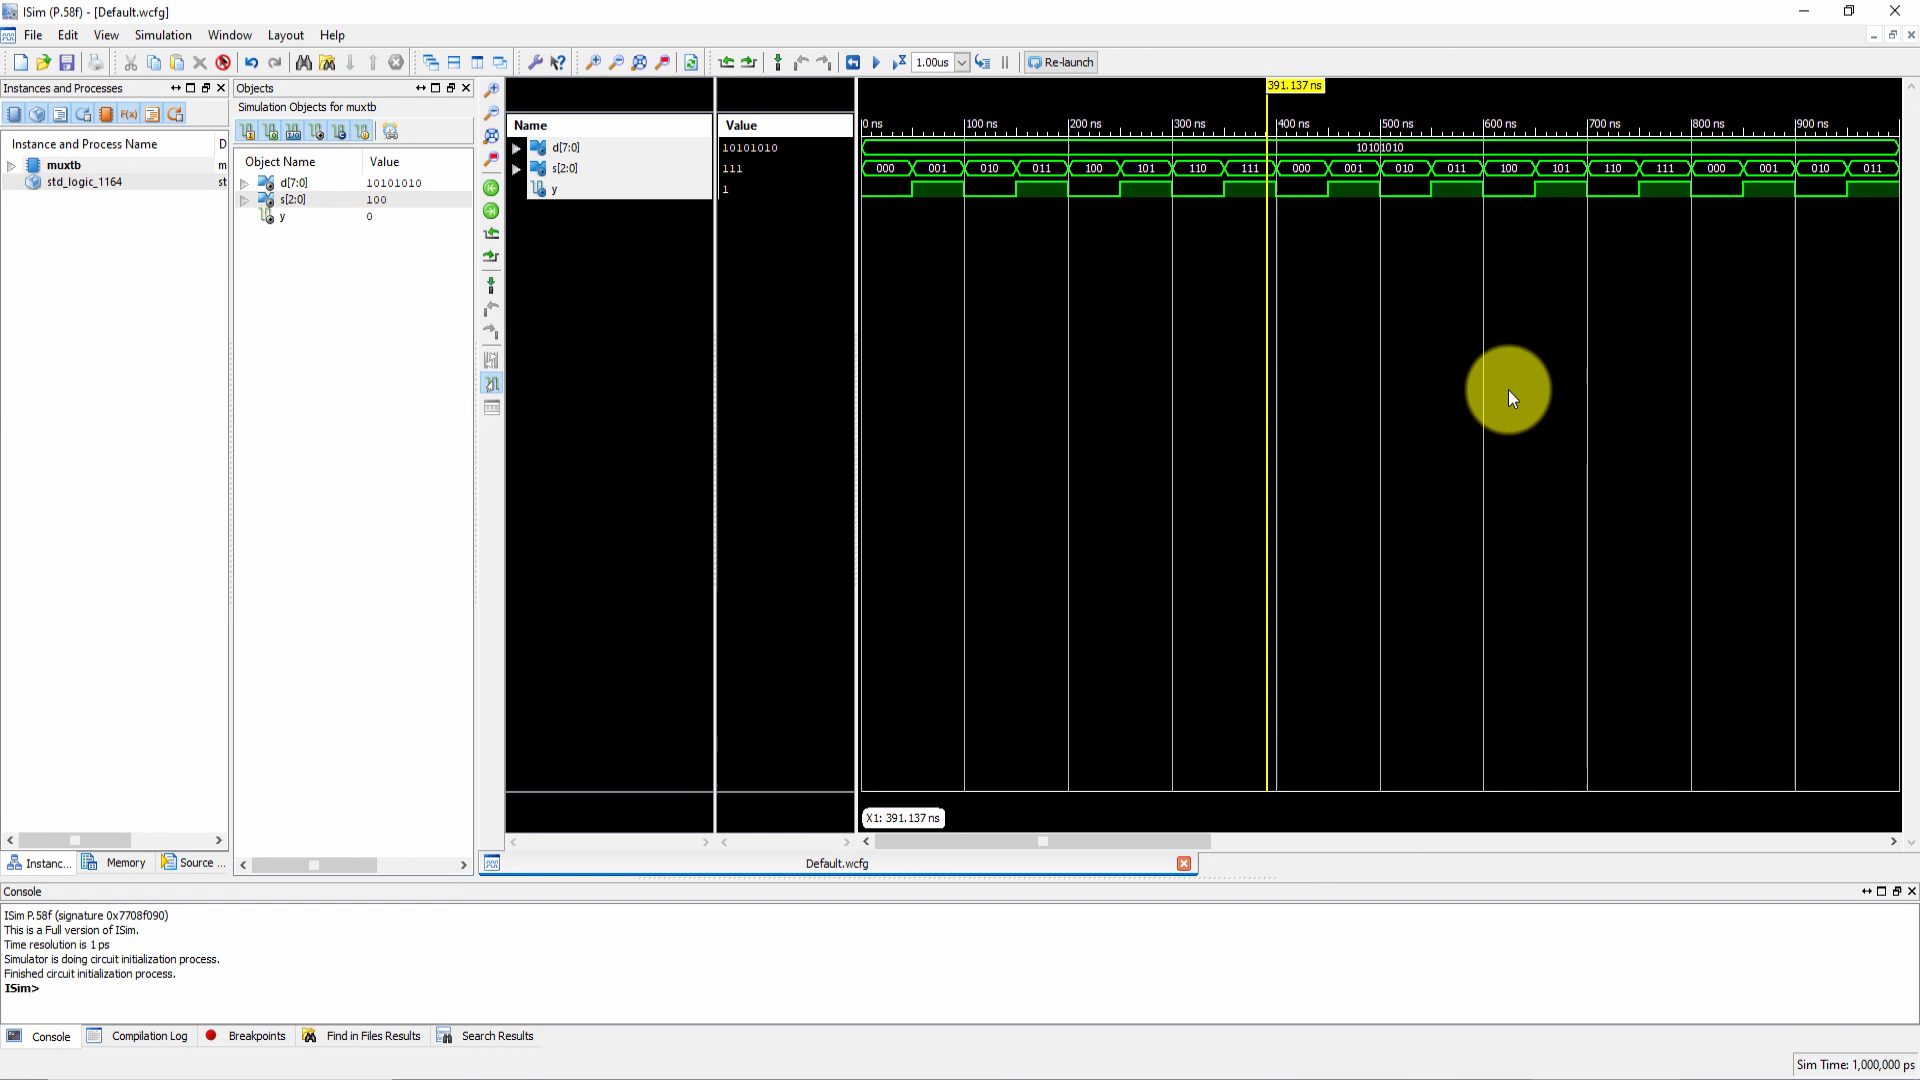 ISim (P.58f) - [Default.wcfg]
File Edit View Simulation Window Layout Help
1.00us Re-launch
Instances and Processes
Instance and Process Name D
muxtb m
std_logic_1164 st
Instanc... Memory Source ...
Objects
Simulation Objects for muxtb
Object Name Value
d[7:0] 10101010
s[2:0] 100
y 0
Name Value
d[7:0] 10101010
s[2:0] 111
y 1
391.137 ns
0 ns 100 ns 200 ns 300 ns 400 ns 500 ns 600 ns 700 ns 800 ns 900 ns
10101010
000 001 010 011 100 101 110 111 000 001 010 011 100 101 110 111 000 001 010 011
X1: 391.137 ns
Default.wcfg
Console
ISim P.58f (signature 0x7708f090)
This is a Full version of ISim.
Time resolution is 1 ps
Simulator is doing circuit initialization process.
Finished circuit initialization process.
ISim>
Console Compilation Log Breakpoints Find in Files Results Search Results
Sim Time: 1,000,000 ps